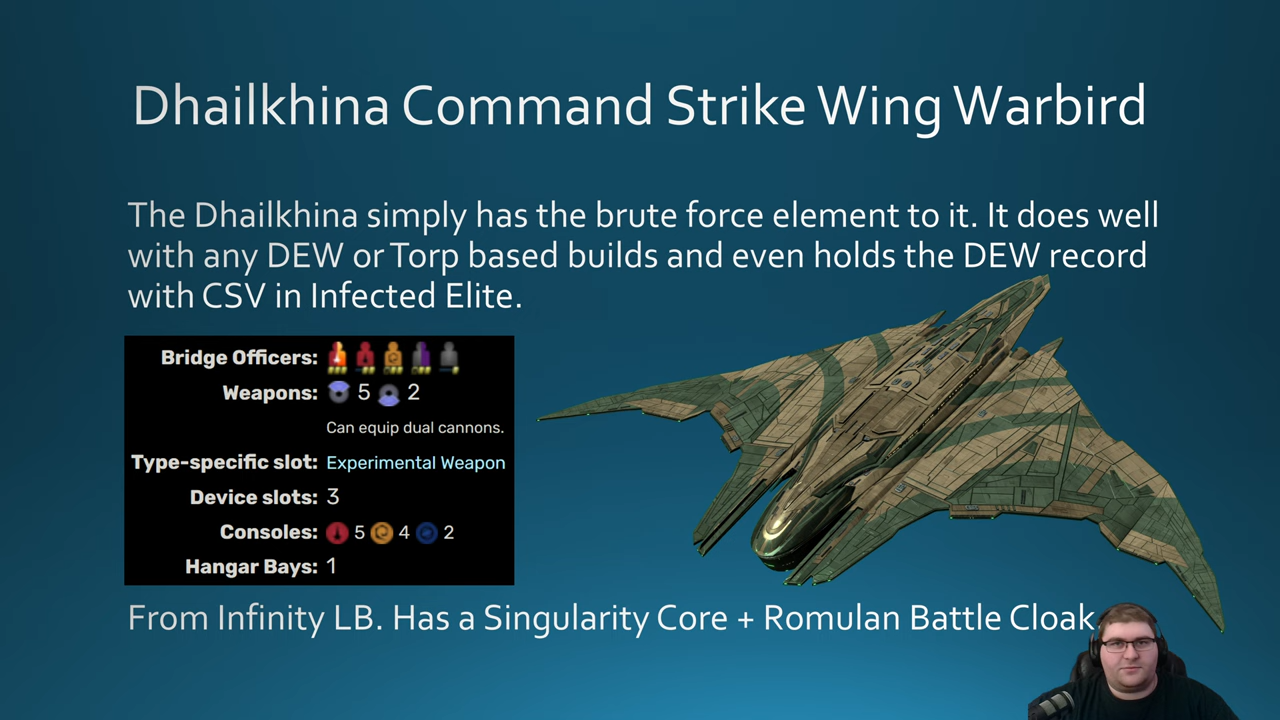 Dhailkhina Command Strike Wing Warbird
The Dhailkhina simply has the brute force element to it. It does well
with any DEW or Torp based builds and even holds the DEW record
with CSV in Infected Elite.
Bridge Officers:
Weapons: 5 2
Can equip dual cannons.
Type-specific slot: Experimental Weapon
Device slots: 3
Consoles: 5 4 2
Hangar Bays: 1
From Infinity LB. Has a Singularity Core + Romulan Battle Cloak